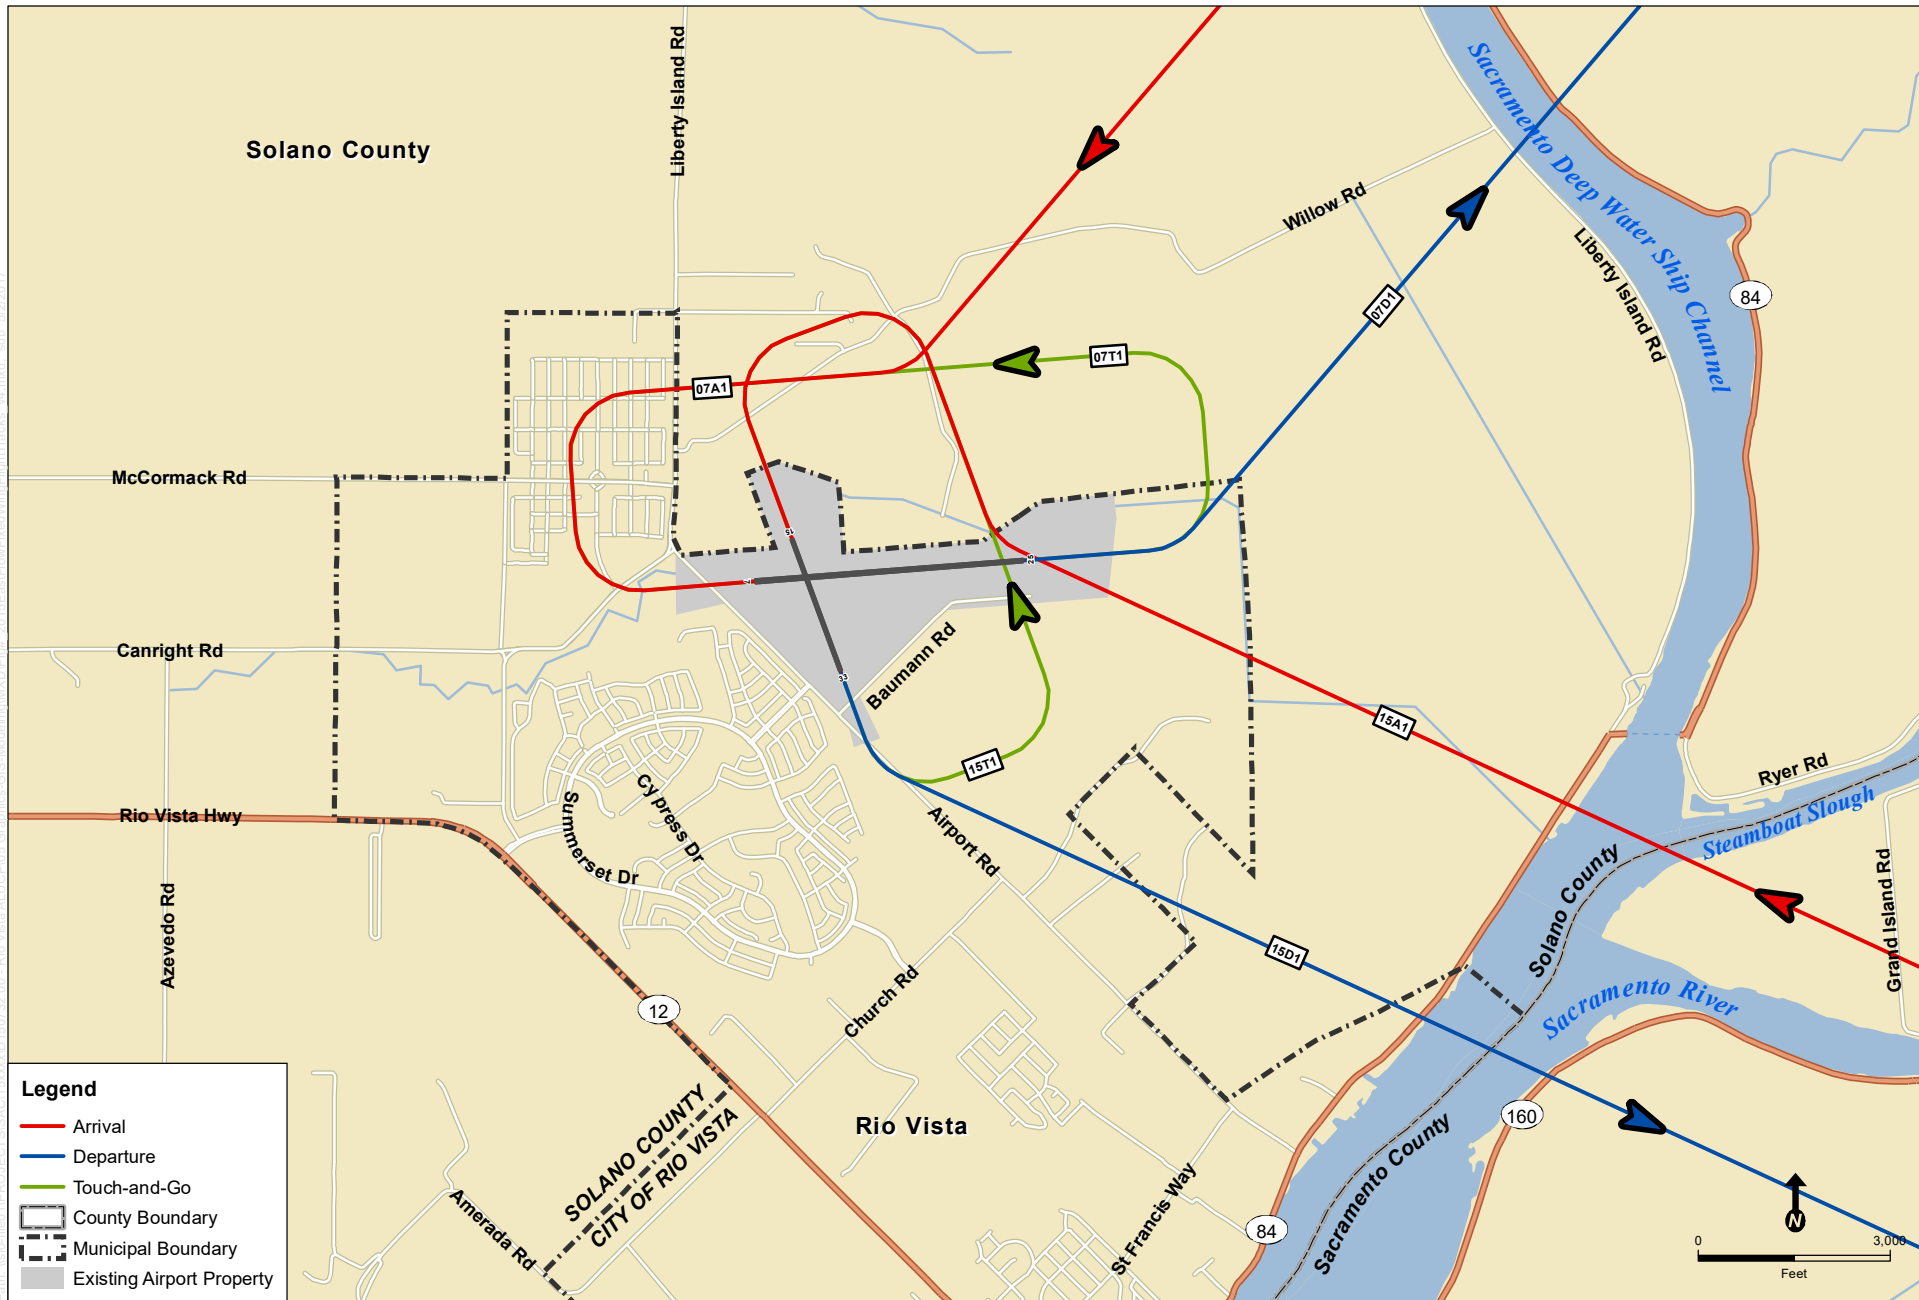 Solano County
Liberty Island Rd
Willow Rd
Sacramento Deep Water Ship Channel
Liberty Island Rd
84
07D1
07T1
07A1
McCormack Rd
15
7
25
33
Canright Rd
Baumann Rd
15A1
15T1
Ryer Rd
Steamboat Slough
Rio Vista Hwy
Summerset Dr
Cypress Dr
Airport Rd
Azevedo Rd
Solano County
Grand Island Rd
15D1
Church Rd
12
Sacramento River
Rio Vista
160
SOLANO COUNTY
CITY OF RIO VISTA
Sacramento County
St Francis Way
Amerada Rd
84
N
0 3,000
Feet
Legend
Arrival
Departure
Touch-and-Go
County Boundary
Municipal Boundary
Existing Airport Property